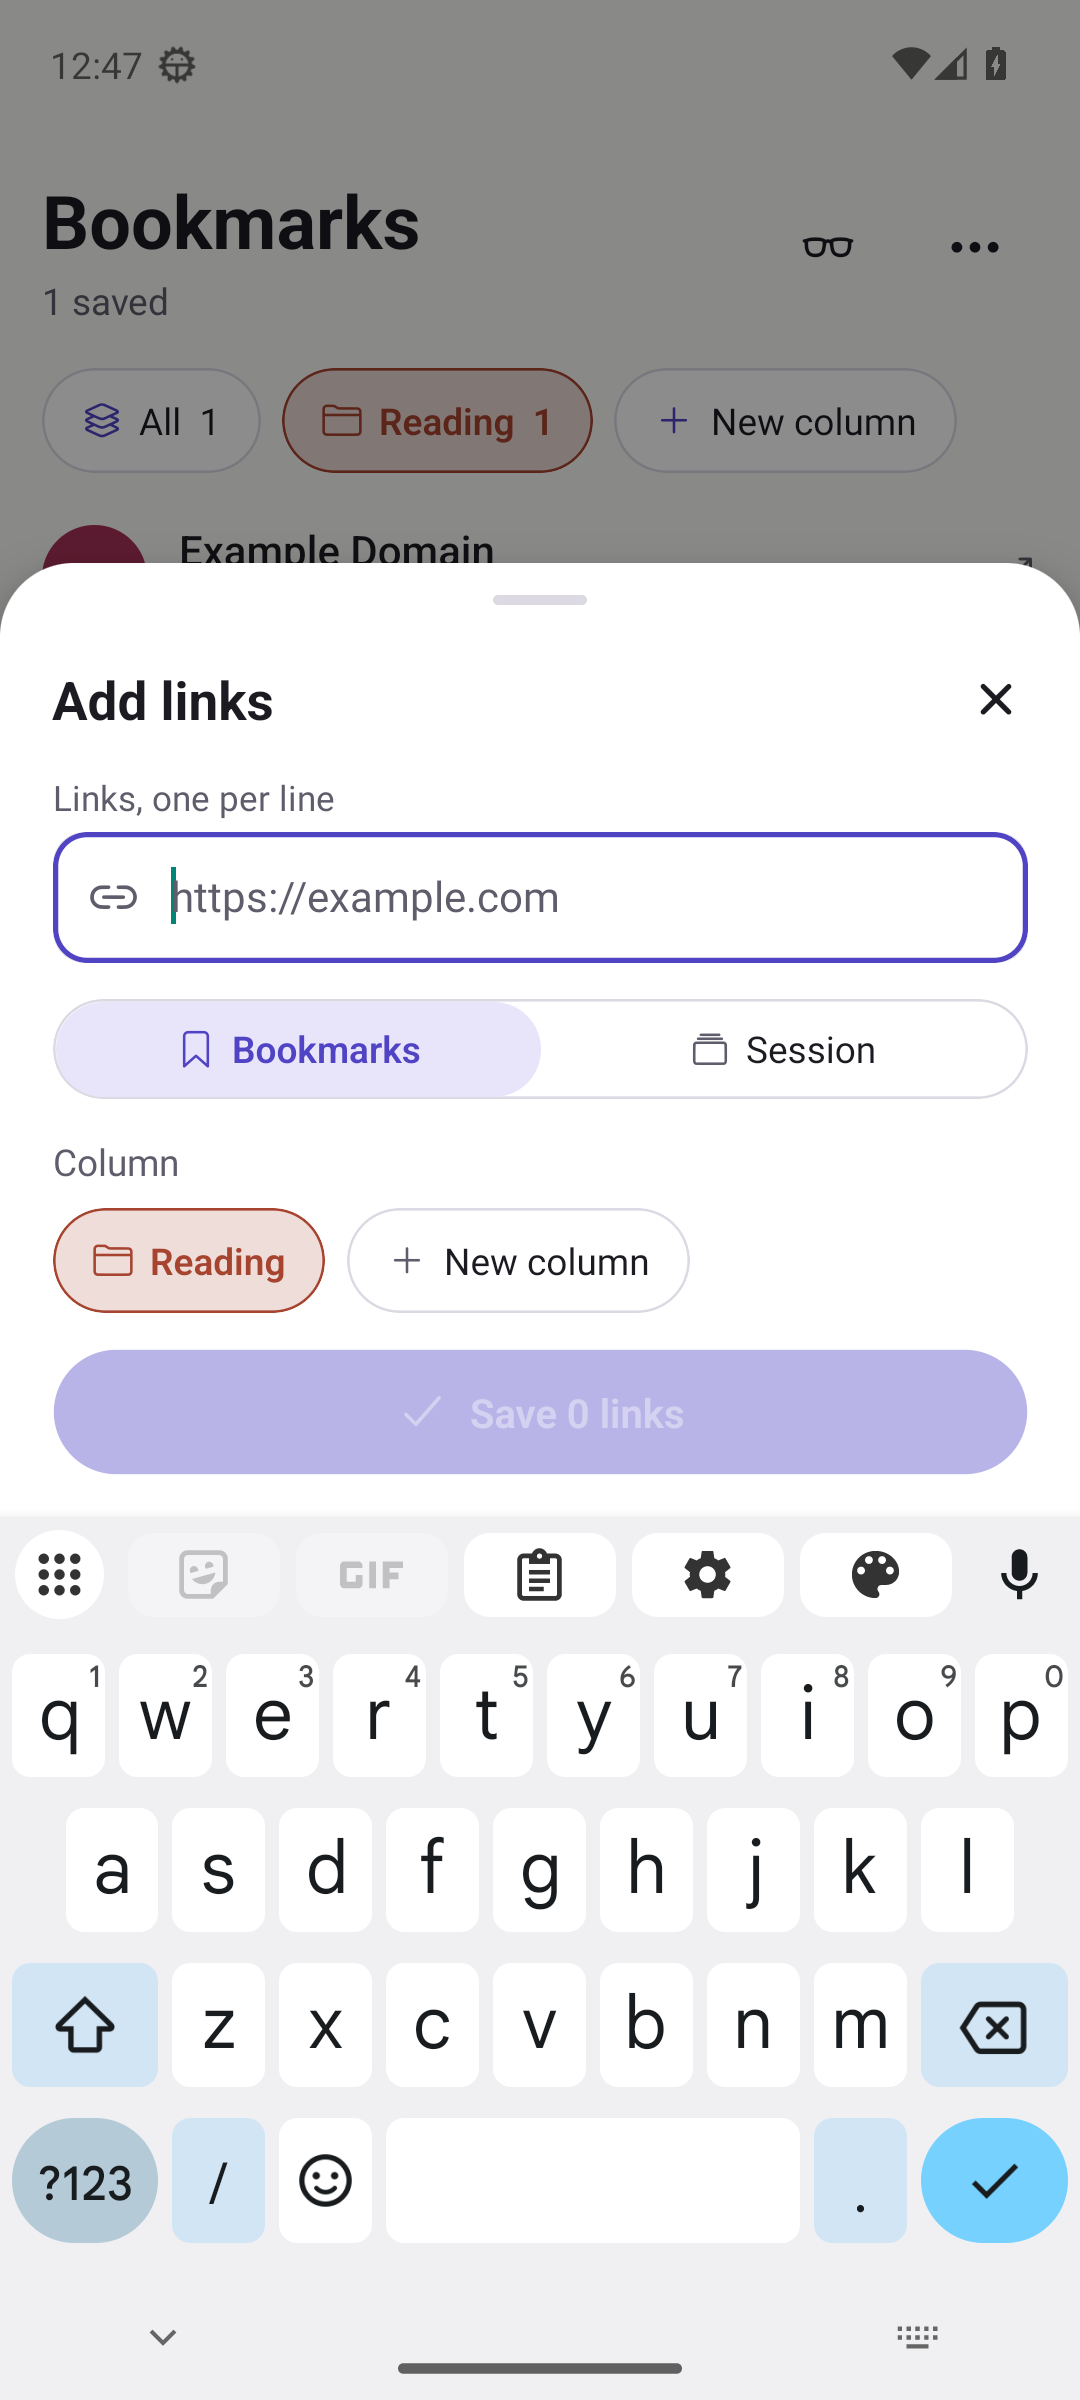 12:47
Bookmarks
1 saved
All 1
Reading 1
New column
Example Domain
Add links
Links, one per line
https://example.com
Bookmarks
Session
Column
Reading
New column
Save 0 links
GIF
q 1 w 2 e 3 r 4 t 5 y 6 u 7 i 8 o 9 p 0
a s d f g h j k l
z x c v b n m
?123 / .